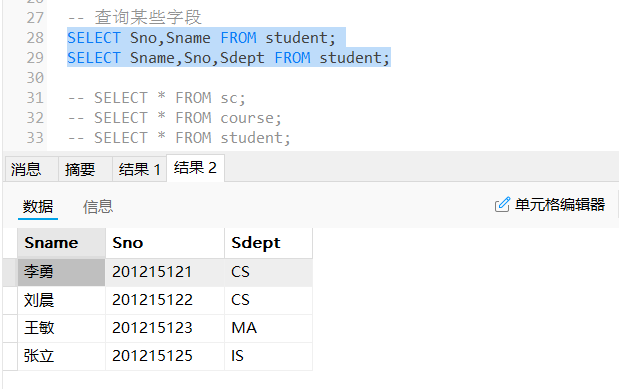 27 -- 查询某些字段
28 SELECT Sno,Sname FROM student;
29 SELECT Sname,Sno,Sdept FROM student;
30
31 -- SELECT * FROM sc;
32 -- SELECT * FROM course;
33 -- SELECT * FROM student;
消息 摘要 结果 1 结果 2
数据 信息 单元格编辑器
Sname Sno Sdept
李勇 201215121 CS
刘晨 201215122 CS
王敏 201215123 MA
张立 201215125 IS